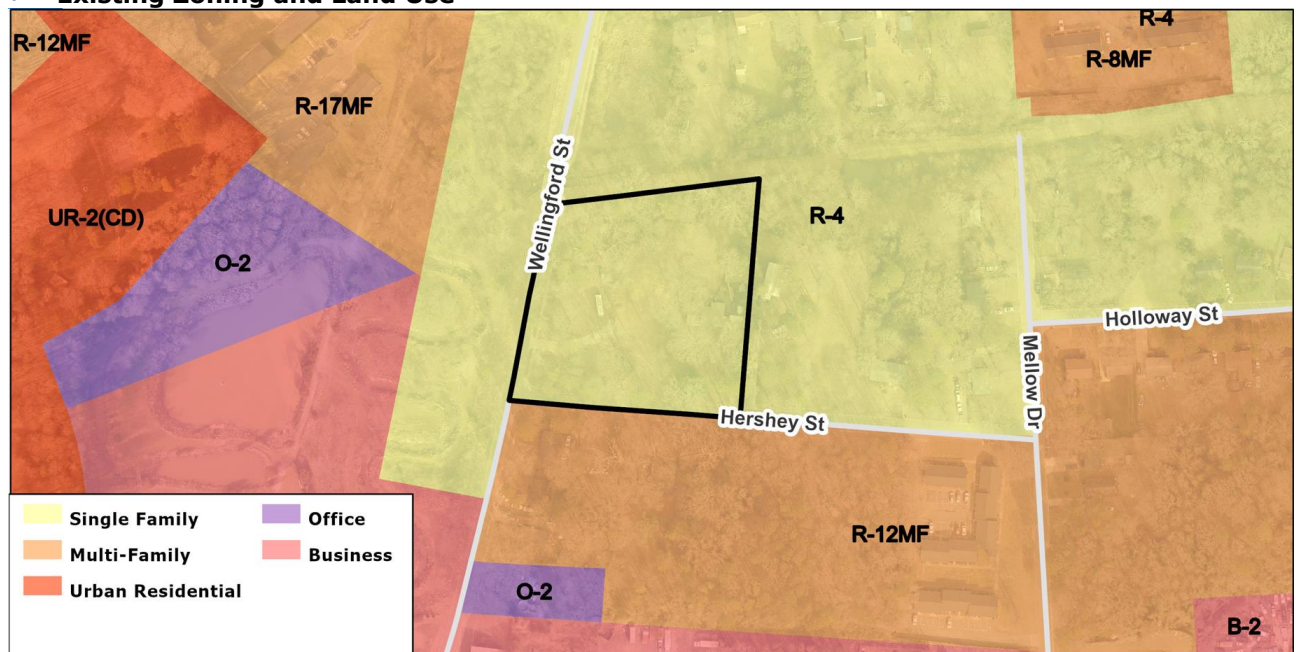 Existing Zoning and Land Use
R-12MF
R-4
R-8MF
R-17MF
Wellingford St
UR-2(CD)
O-2
R-4
Holloway St
Mellow Dr
Hershey St
Single Family
Office
Multi-Family
Business
Urban Residential
R-12MF
O-2
B-2